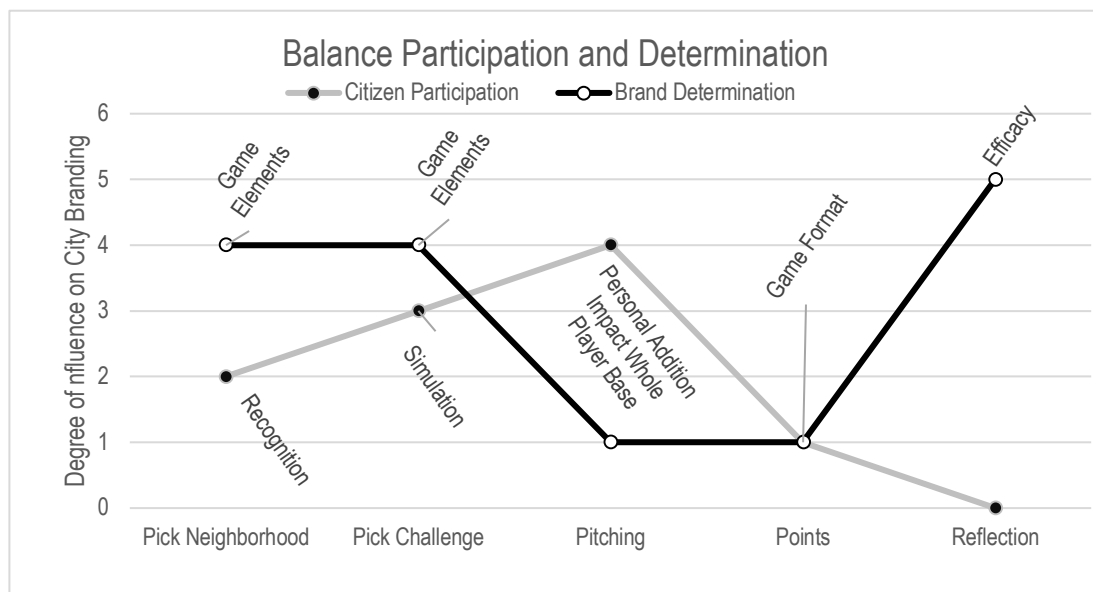 Balance Participation and Determination
Citizen Participation
Brand Determination
Degree of nfluence on City Branding
6
5
4
3
2
1
0
Game
Elements
Game
Elements
Efficacy
Game Format
Personal Addition
Impact Whole
Player Base
Simulation
Recognition
Pick Neighborhood
Pick Challenge
Pitching
Points
Reflection